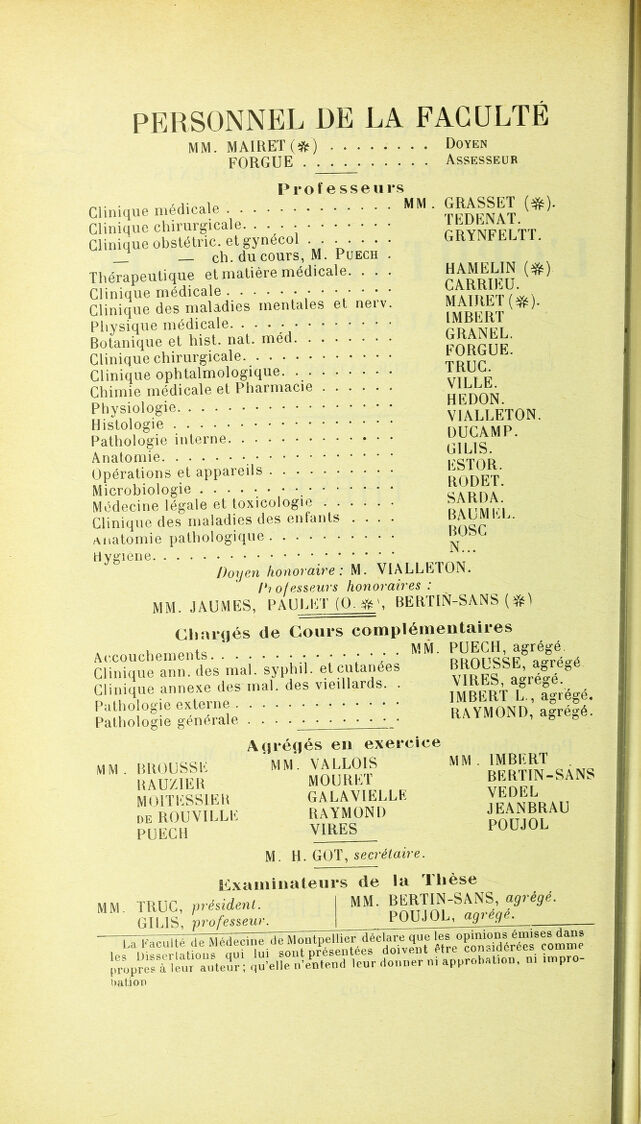 PERSONNEL DE LA FACULTÉ
MM. MAIRET (✻) . . . . . . . . DOYEN
FORGUE . . . . . . . . . . ASSESSEUR
Professeurs
Clinique médicale . . . . . . . . . . . . . MM. GRASSET (✻).
Clinique chirurgicale. . . . . . . . . . . . TEDENAT.
Clinique obstétric. et gynécol . . . . . . . GRYNFELTT.
— — ch. du cours, M. PUECH .
Thérapeutique et matière médicale. . . . HAMELIN (✻)
Clinique médicale . . . . . . . . . . . . . CARRIEU.
Clinique des maladies mentales et nerv. MAIRET (✻).
Physique médicale. . . . . . . . . . . . . IMBERT
Botanique et hist. nat. méd. . . . . . . . GRANEL.
Clinique chirurgicale. . . . . . . . . . . . FORGUE.
Clinique ophtalmologique. . . . . . . . . TRUC.
Chimie médicale et Pharmacie . . . . . . VILLE.
Physiologie. . . . . . . . . . . . . . . . . HEDON.
Histologie . . . . . . . . . . . . . . . . . VIALLETON.
Pathologie interne. . . . . . . . . . . . . DUCAMP.
Anatomie. . . . . . . . . . . . . . . . . . GILIS.
Opérations et appareils . . . . . . . . . . ESTOR.
Microbiologie . . . . . . . . . . . . . . . RODET.
Médecine légale et toxicologie . . . . . . SARDA.
Clinique des maladies des enfants . . . . BAUMEL.
Anatomie pathologique . . . . . . . . . . BOSC
Hygiene. . . . . . . . . . . . . . . . . . . N...
Doyen honoraire : M. VIALLETON.
Professeurs honoraires :
MM. JAUMES, PAULET (O. ✻), BERTIN-SANS (✻)
Chargés de Cours complémentaires
Accouchements. . . . . . . . . . . . . . MM. PUECH, agrégé.
Clinique ann. des mal. syphil. et cutanées BROUSSE, agrégé
Clinique annexe des mal. des vieillards. . VIRES, agrégé.
Pathologie externe . . . . . . . . . . . . IMBERT L., agrégé.
Pathologie générale . . . . . . . . . . . . RAYMOND, agrégé.
Agrégés en exercice
MM. BROUSSE MM. VALLOIS MM. IMBERT
RAUZIER MOURET BERTIN-SANS
MOITESSIER GALAVIELLE VEDEL
DE ROUVILLE RAYMOND JEANBRAU
PUECH VIRES POUJOL
M. H. GOT, secrétaire.
Examinateurs de la Thèse
MM. TRUC, président. MM. BERTIN-SANS, agrégé.
GILIS, professeur. POUJOL, agrégé.
La Faculté de Médecine de Montpellier déclare que les opinions émises dans
les Dissertations qui lui sont présentées doivent être considérées comme
propres à leur auteur ; qu'elle n'entend leur donner ni approbation, ni impro-
bation